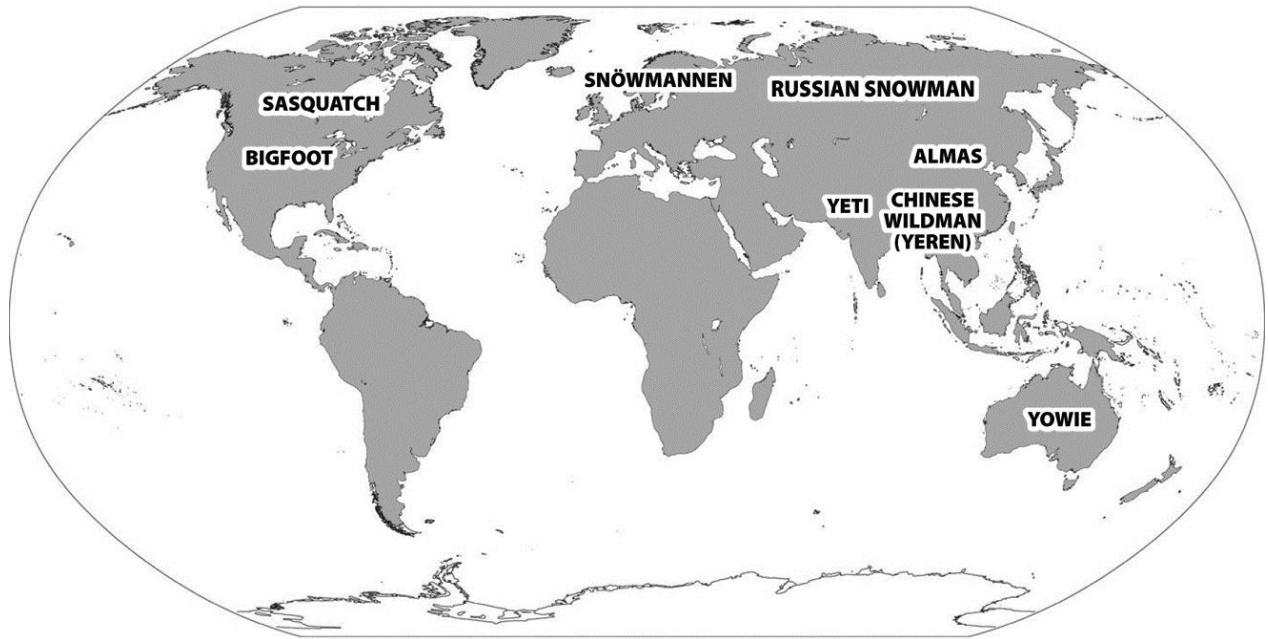 SNÖWMANNEN
RUSSIAN SNOWMAN
SASQUATCH
BIGFOOT
ALMAS
YETI
CHINESE
WILDMAN
(YEREN)
YOWIE